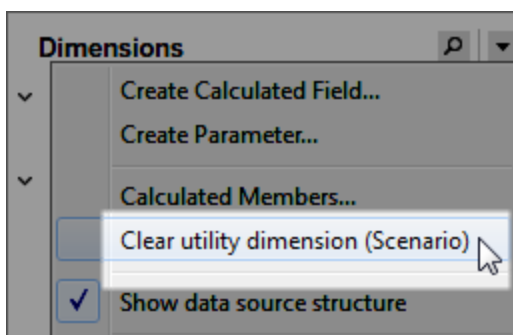 Dimensions
Create Calculated Field...
Create Parameter...
Calculated Members...
Clear utility dimension (Scenario)
Show data source structure